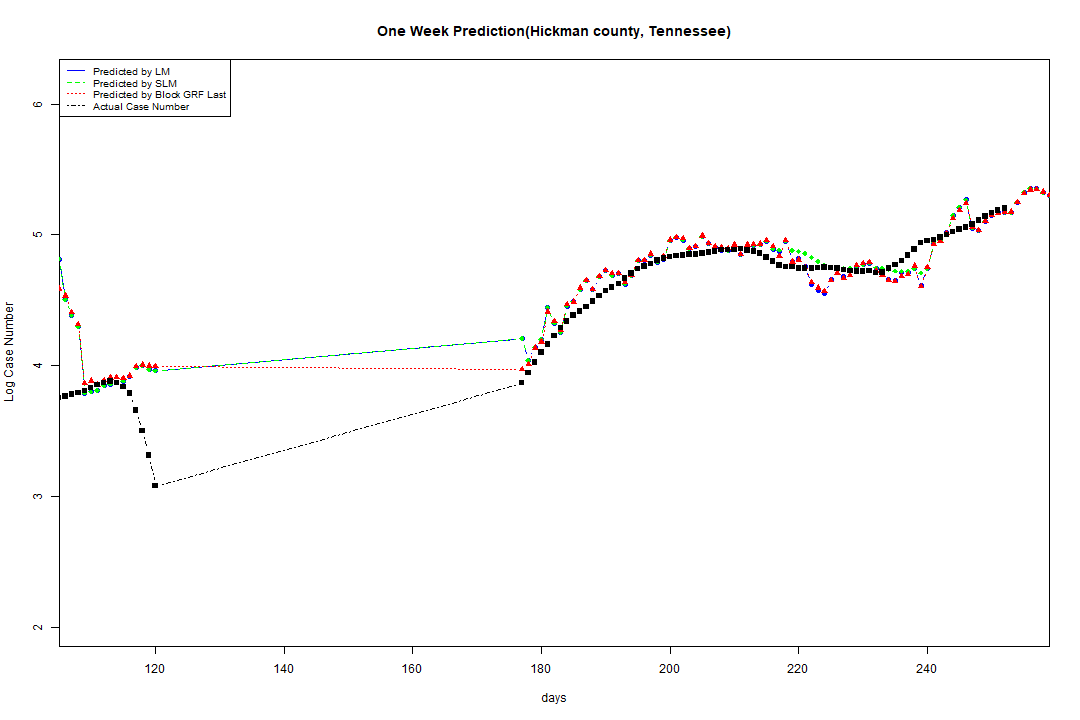 One Week Prediction(Hickman county, Tennessee)
Predicted by LM
Predicted by SLM
Predicted by Block GRF Last
Actual Case Number
6
5
4
3
2
Log Case Number
120 140 160 180 200 220 240
days